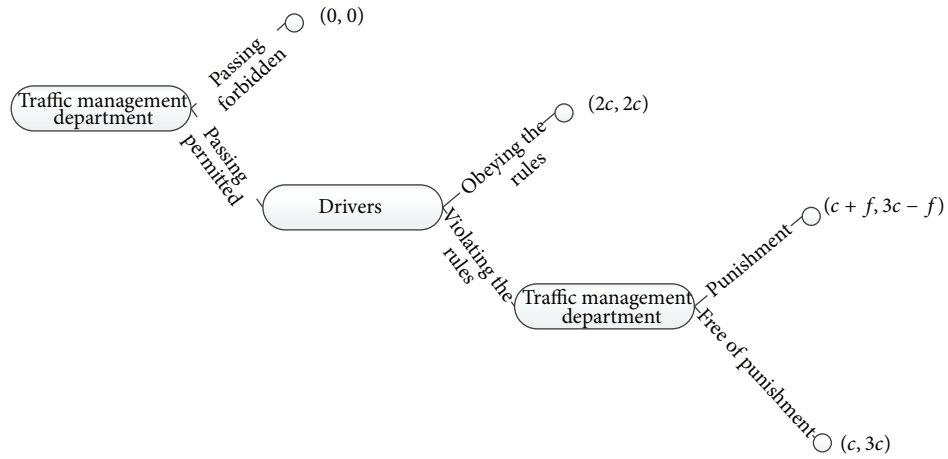 (0, 0)
Passing
forbidden
Traffic management
department
Passing
permitted
(2c, 2c)
Obeying the
rules
Drivers
Violating the
rules
(c + f, 3c − f)
Punishment
Traffic management
department
Free of punishment
(c, 3c)